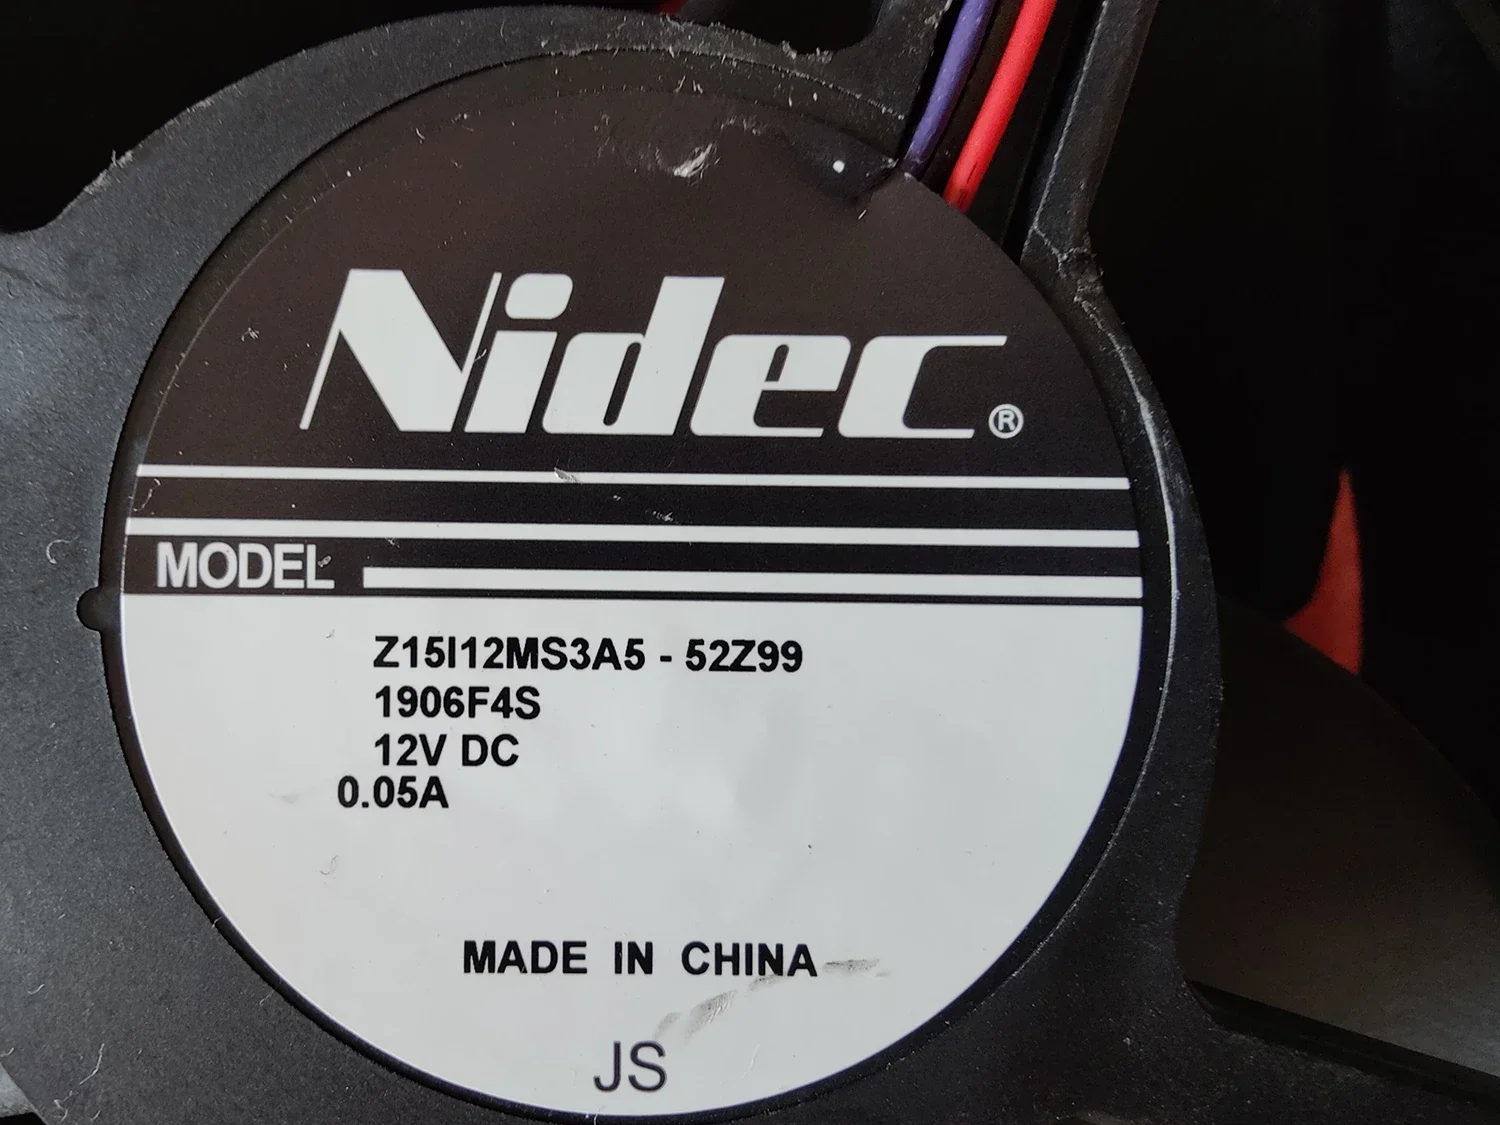 Nidec®
MODEL
Z15I12MS3A5 - 52Z99
1906F4S
12V DC
0.05A
MADE IN CHINA
JS